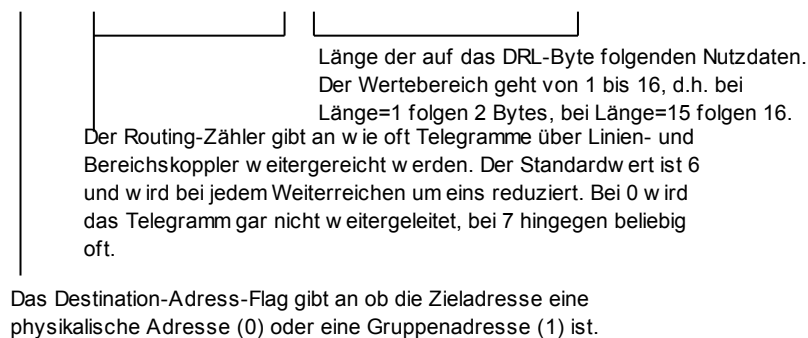 Länge der auf das DRL-Byte folgenden Nutzdaten.
Der Wertebereich geht von 1 bis 16, d.h. bei
Länge=1 folgen 2 Bytes, bei Länge=15 folgen 16.
Der Routing-Zähler gibt an w ie oft Telegramme über Linien- und
Bereichskoppler w eitergereicht w erden. Der Standardw ert ist 6
und w ird bei jedem Weiterreichen um eins reduziert. Bei 0 w ird
das Telegramm gar nicht w eitergeleitet, bei 7 hingegen beliebig
oft.
Das Destination-Adress-Flag gibt an ob die Zieladresse eine
physikalische Adresse (0) oder eine Gruppenadresse (1) ist.